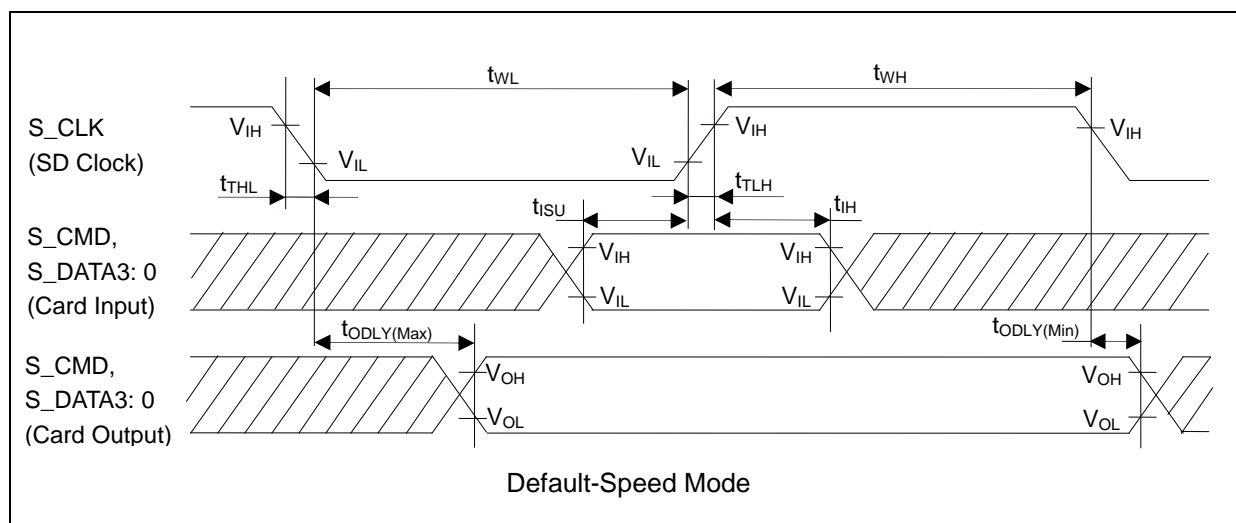 tWL
tWH
S_CLK
(SD Clock)
VIH
VIL
VIL
VIH
VIH
tTHL
tTLH
tISU
tIH
S_CMD,
S_DATA3: 0
(Card Input)
VIH
VIL
VIH
VIL
tODLY(Max)
tODLY(Min)
S_CMD,
S_DATA3: 0
(Card Output)
VOH
VOL
VOH
VOL
Default-Speed Mode